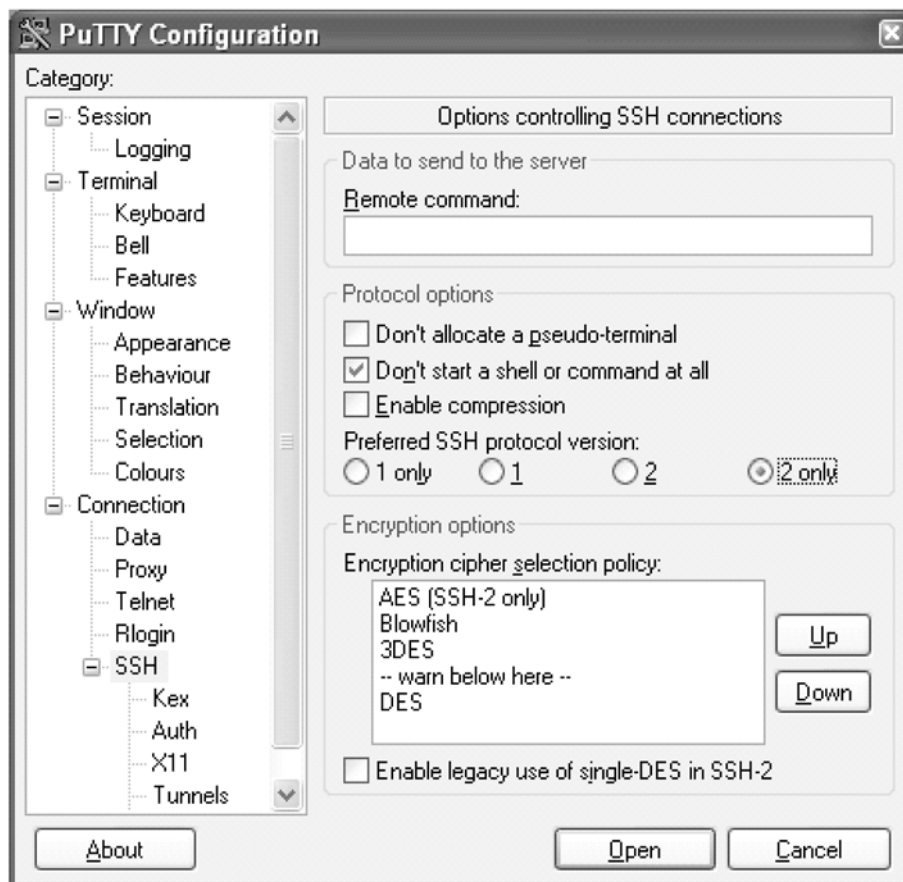 PuTTY Configuration
Category:
Session
Logging
Terminal
Keyboard
Bell
Features
Window
Appearance
Behaviour
Translation
Selection
Colours
Connection
Data
Proxy
Telnet
Rlogin
SSH
Kex
Auth
X11
Tunnels
Options controlling SSH connections
Data to send to the server
Remote command:
Protocol options
Don't allocate a pseudo-terminal
Don't start a shell or command at all
Enable compression
Preferred SSH protocol version:
1 only 1 2 2 only
Encryption options
Encryption cipher selection policy:
AES (SSH-2 only)
Blowfish
3DES
-- warn below here --
DES
Up
Down
Enable legacy use of single-DES in SSH-2
About Open Cancel